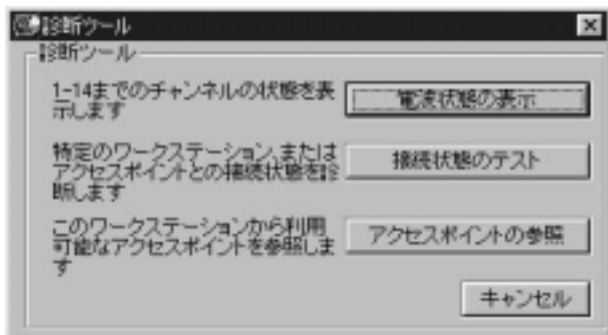 診断ツール
診断ツール
1-14までのチャンネルの状態を表
示します
電波状態の表示
特定のワークステーション、または
アクセスポイントとの接続状態を診
断します
接続状態のテスト
このワークステーションから利用
可能なアクセスポイントを参照しま
す
アクセスポイントの参照
キャンセル